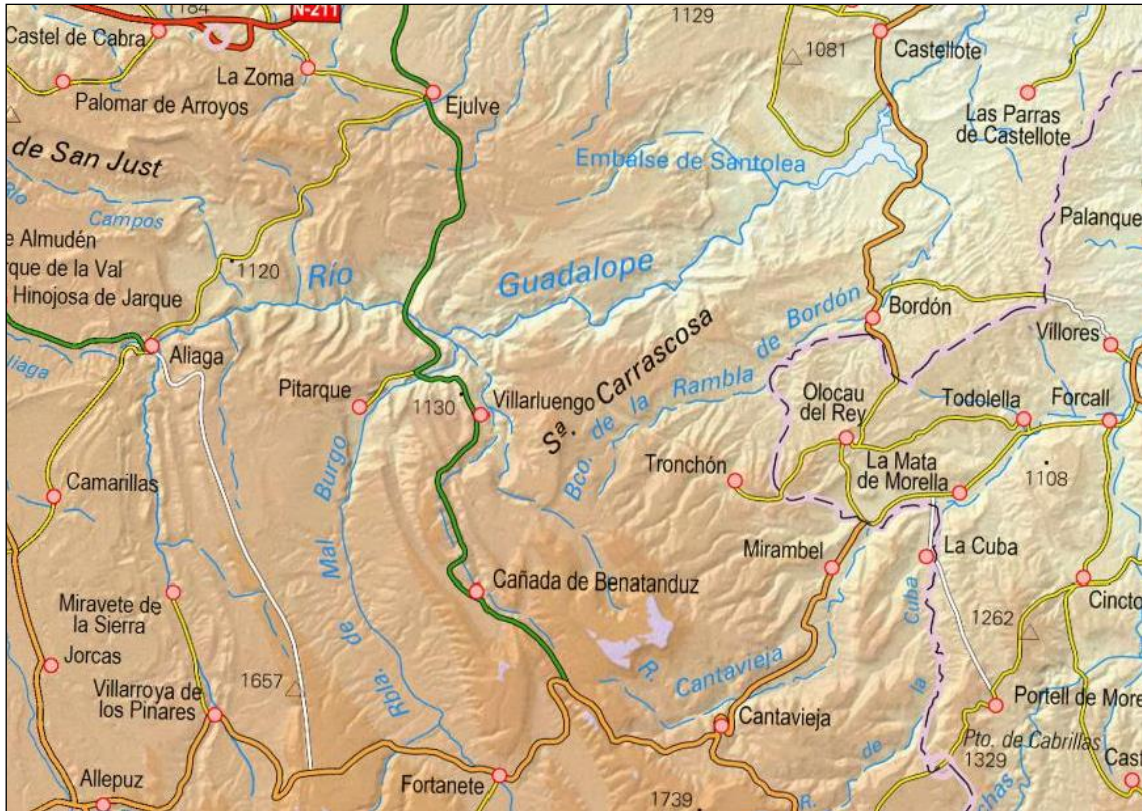 1184
N-211
1129
Castel de Cabra
La Zoma
1081
Castellote
Palomar de Arroyos
Ejulve
Las Parras
de Castellote
de San Just
Embalse de Santolea
Río
Campos
Palanque
e Almudén
rque de la Val
1120
Río
Guadalope
Hinojosa de Jarque
Bordón
Aliaga
Villores
Pitarque
1130
Villarluengo
Sª. Carrascosa
Bco. de la Rambla de Bordón
Olocau
del Rey
Todolella
Forcall
Tronchón
La Mata
de Morella
1108
Camarillas
Mirambel
La Cuba
Rbla. de Mal Burgo
Cañada de Benatanduz
Cincto
Miravete de
la Sierra
1262
Jorcas
R. Cantavieja
R. de la Cuba
1657
Villarroya de
los Pinares
Cantavieja
Portell de More
Pto. de Cabrillas
1329
Allepuz
Fortanete
1739
has
Cast